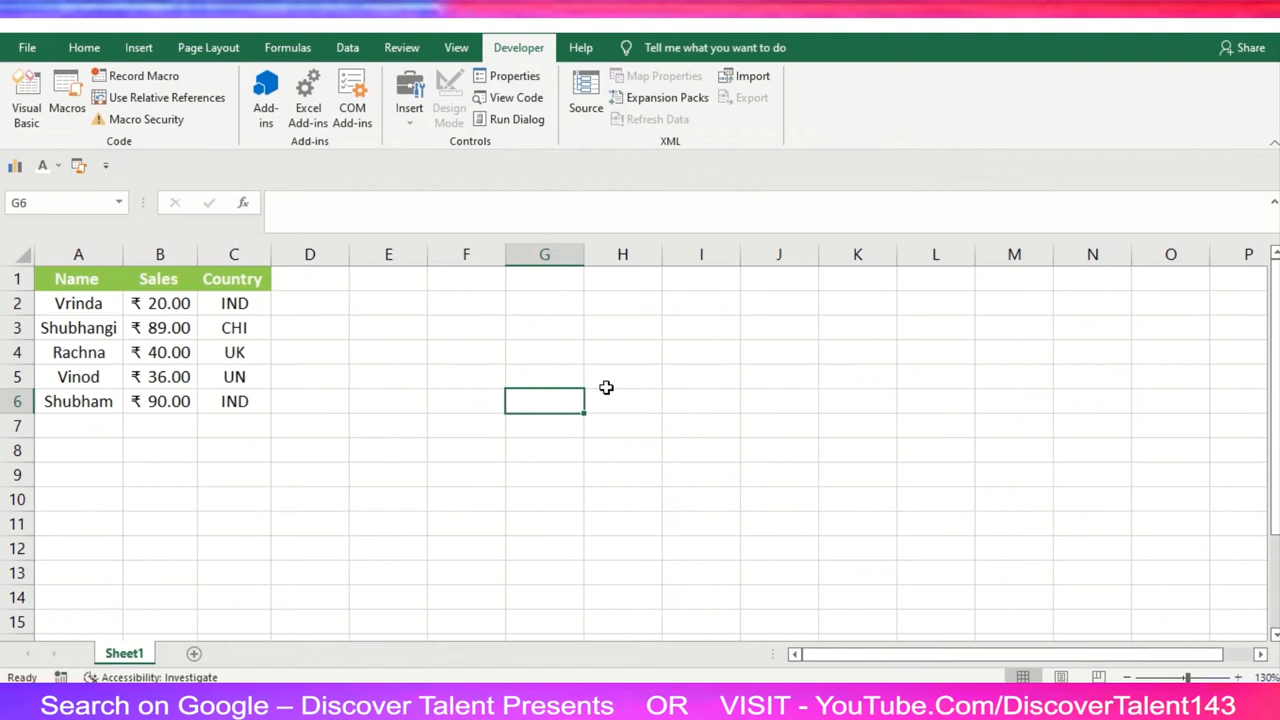 File Home Insert Page Layout Formulas Data Review View Developer Help Tell me what you want to do Share
Visual Basic
Macros
Record Macro
Use Relative References
Macro Security
Code
Add-ins
Excel Add-ins
COM Add-ins
Add-ins
Insert
Design Mode
Properties
View Code
Run Dialog
Controls
Source
Map Properties
Expansion Packs
Refresh Data
Import
Export
XML
A
G6 fx
A B C D E F G H I J K L M N O P
1 Name Sales Country
2 Vrinda ₹ 20.00 IND
3 Shubhangi ₹ 89.00 CHI
4 Rachna ₹ 40.00 UK
5 Vinod ₹ 36.00 UN
6 Shubham ₹ 90.00 IND
7
8
9
10
11
12
13
14
15
Sheet1
Ready Accessibility: Investigate 130%
Search on Google – Discover Talent Presents OR VISIT - YouTube.Com/DiscoverTalent143